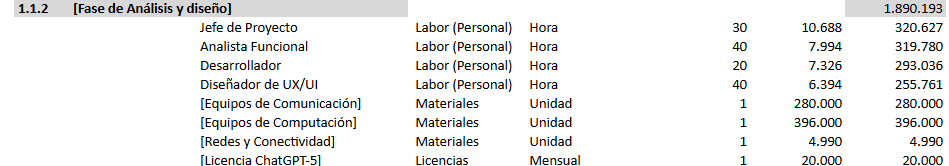 1.1.2 [Fase de Análisis y diseño] 1.890.193
Jefe de Proyecto Labor (Personal) Hora 30 10.688 320.627
Analista Funcional Labor (Personal) Hora 40 7.994 319.780
Desarrollador Labor (Personal) Hora 20 7.326 293.036
Diseñador de UX/UI Labor (Personal) Hora 40 6.394 255.761
[Equipos de Comunicación] Materiales Unidad 1 280.000 280.000
[Equipos de Computación] Materiales Unidad 1 396.000 396.000
[Redes y Conectividad] Materiales Unidad 1 4.990 4.990
[Licencia ChatGPT-5] Licencias Mensual 1 20.000 20.000